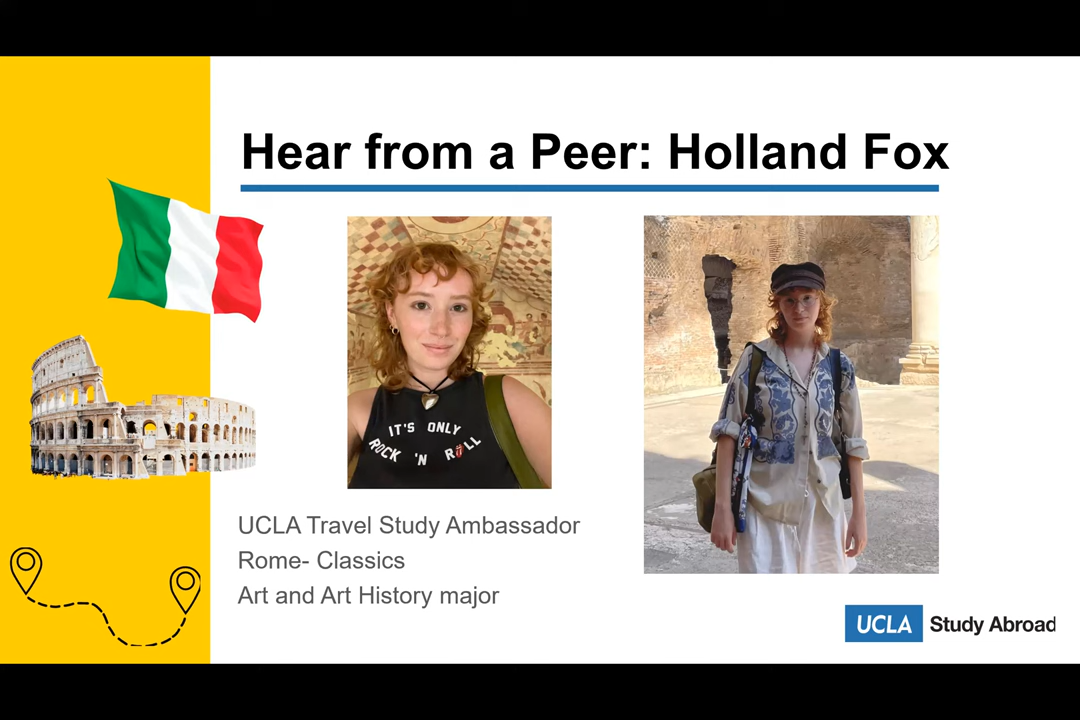 Hear from a Peer: Holland Fox
IT'S ONLY
ROCK 'N ROLL
UCLA Travel Study Ambassador
Rome- Classics
Art and Art History major
UCLA Study Abroad